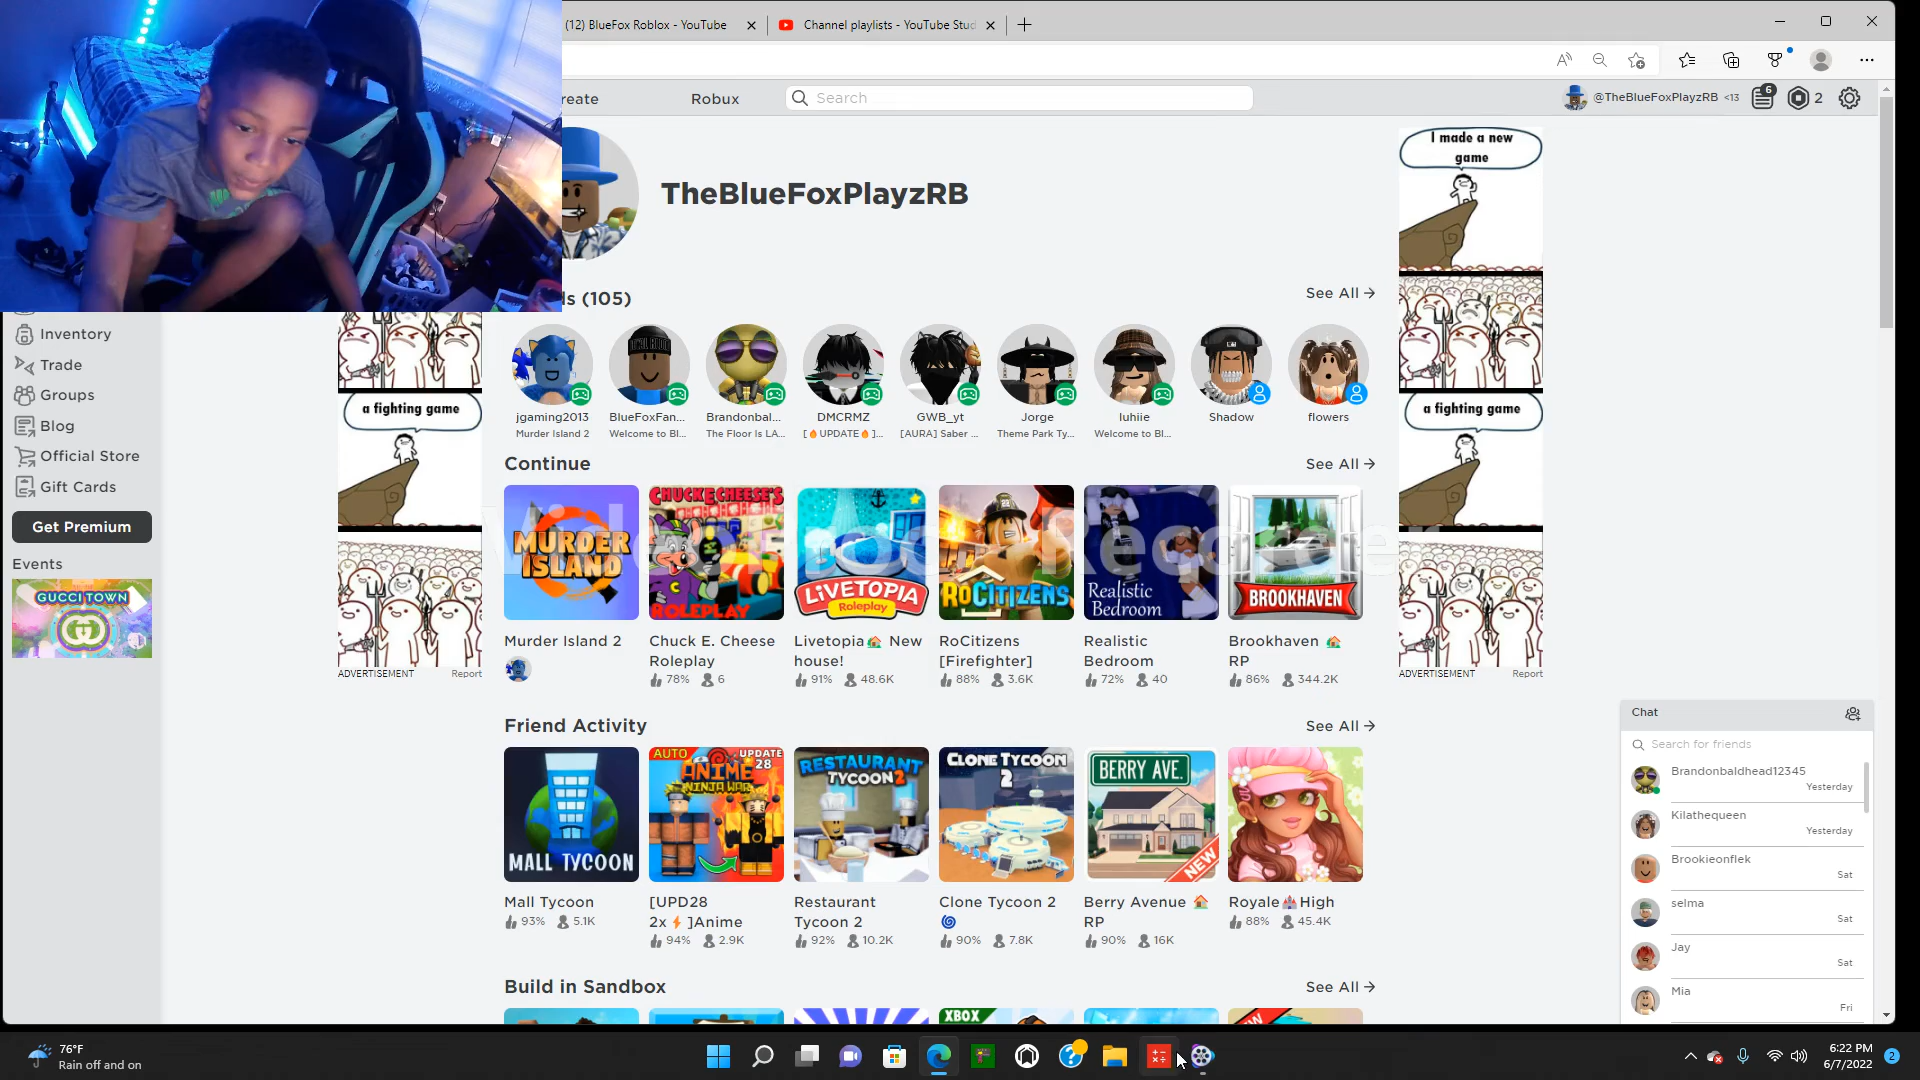 (12) BlueFox Roblox - YouTube
Channel playlists - YouTube Stud
reate
Robux
Search
@TheBlueFoxPlayzRB <13
6
2
TheBlueFoxPlayzRB
ls (105)
See All →
Inventory
Trade
Groups
Blog
Official Store
Gift Cards
Get Premium
Events
GUCCI TOWN
a fighting game
ADVERTISEMENT
Report
jgaming2013
Murder Island 2
BlueFoxFan...
Welcome to Bl...
Brandonbal...
The Floor Is LA...
DMCRMZ
[🔥UPDATE🔥]...
GWB_yt
[AURA] Saber ...
Jorge
Theme Park Ty...
Welcome to Bl...
Shadow
flowers
Continue
See All →
MURDER ISLAND
CHUCK E CHEESE'S
ROLEPLAY
LIVETOPIA
Roleplay
ROCITIZENS
Realistic
Bedroom
BROOKHAVEN
Murder Island 2
Chuck E. Cheese
Roleplay
78% 6
Livetopia🏠 New
house!
91% 48.6K
RoCitizens
[Firefighter]
88% 3.6K
Realistic
Bedroom
72% 40
Brookhaven 🏠
RP
86% 344.2K
Friend Activity
See All →
MALL TYCOON
AUTO
UPDATE
28
ANIME
NINJA WAR
RESTAURANT
TYCOON 2
CLONE TYCOON
2
BERRY AVE.
NEW
Mall Tycoon
93% 5.1K
[UPD28
2x⚡]Anime
94% 2.9K
Restaurant
Tycoon 2
92% 10.2K
Clone Tycoon 2
🌀
90% 7.8K
Berry Avenue 🏠
RP
90% 16K
Royale🏰High
88% 45.4K
Build in Sandbox
See All →
XBOX
I made a new
game
a fighting game
ADVERTISEMENT
Report
Chat
Search for friends
Brandonbaldhead12345
Yesterday
Kilathequeen
Yesterday
Brookieonflek
Sat
selma
Sat
Jay
Sat
Mia
Fri
76°F
Rain off and on
6:22 PM
6/7/2022
2